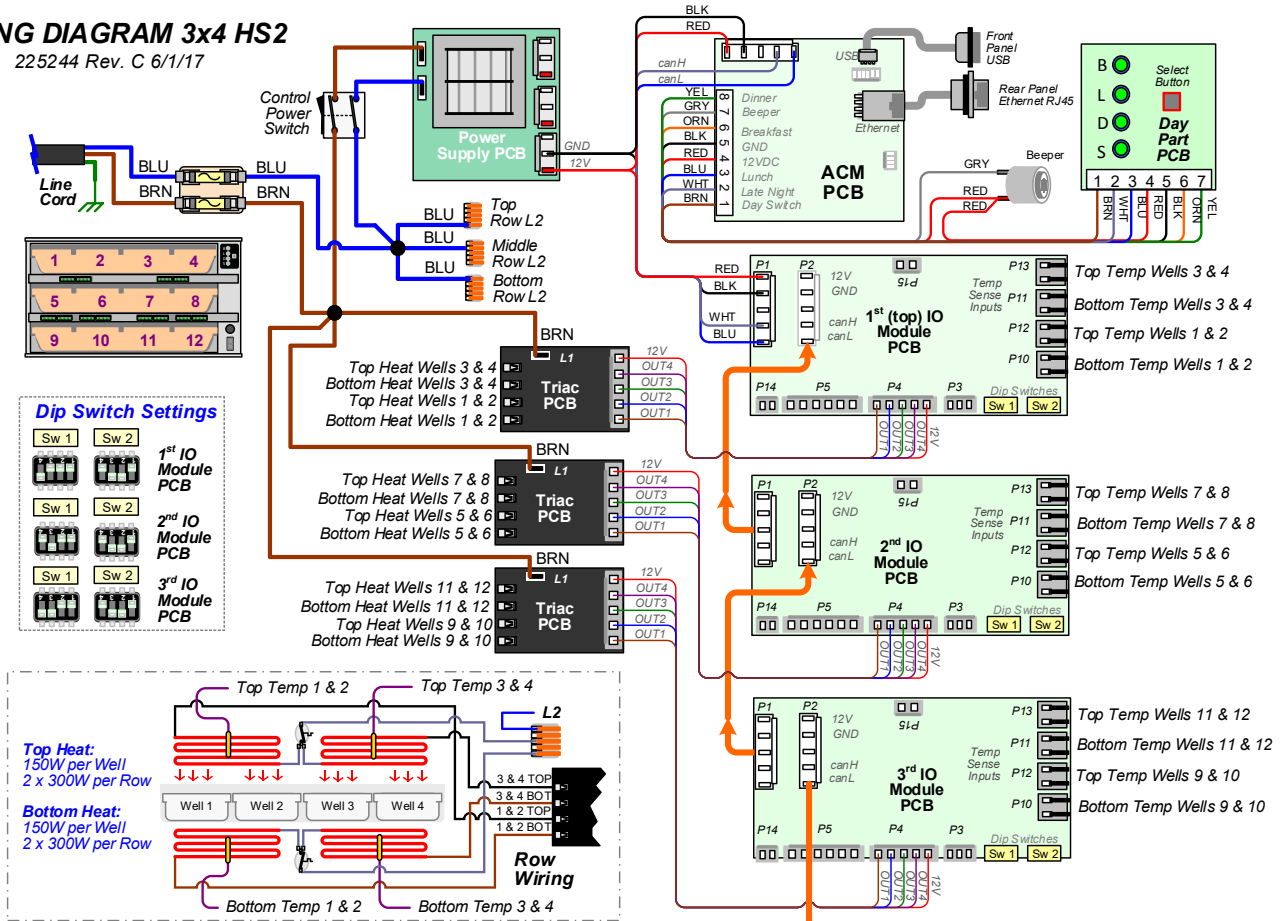 NG DIAGRAM 3x4 HS2
225244 Rev. C 6/1/17
Control
Power
Switch
Line
Cord
BLU
BLU
BRN
BRN
Power
Supply PCB
GND
12V
BLU
Top
Row L2
BLU
Middle
Row L2
BLU
Bottom
Row L2
BLK
RED
canH
canL
YEL
GRY
ORN
BLK
RED
BLU
WHT
BRN
8
7
6
5
4
3
2
1
Dinner
Beeper
Breakfast
GND
12VDC
Lunch
Late Night
Day Switch
ACM
PCB
USB
Ethernet
Front
Panel
USB
Rear Panel
Ethernet RJ45
GRY
RED
RED
Beeper
B
L
D
S
Select
Button
Day
Part
PCB
1 2 3 4 5 6 7
BRN
WHT
BLU
RED
BLK
ORN
YEL
1 2 3 4
5 6 7 8
9 10 11 12
Dip Switch Settings
Sw 1 Sw 2
1st IO
Module
PCB
Sw 1 Sw 2
2nd IO
Module
PCB
Sw 1 Sw 2
3rd IO
Module
PCB
BRN
L1
Triac
PCB
Top Heat Wells 3 & 4
Bottom Heat Wells 3 & 4
Top Heat Wells 1 & 2
Bottom Heat Wells 1 & 2
12V
OUT4
OUT3
OUT2
OUT1
BRN
L1
Triac
PCB
Top Heat Wells 7 & 8
Bottom Heat Wells 7 & 8
Top Heat Wells 5 & 6
Bottom Heat Wells 5 & 6
12V
OUT4
OUT3
OUT2
OUT1
BRN
L1
Triac
PCB
Top Heat Wells 11 & 12
Bottom Heat Wells 11 & 12
Top Heat Wells 9 & 10
Bottom Heat Wells 9 & 10
12V
OUT4
OUT3
OUT2
OUT1
RED
BLK
WHT
BLU
P1
P2
12V
GND
canH
canL
P15
1st (top) IO
Module
PCB
Temp
Sense
Inputs
P13
P11
P12
P10
Top Temp Wells 3 & 4
Bottom Temp Wells 3 & 4
Top Temp Wells 1 & 2
Bottom Temp Wells 1 & 2
P14
P5
P4
P3
Dip Switches
Sw 1 Sw 2
OUT1
OUT2
OUT3
OUT4
12V
P1
P2
12V
GND
canH
canL
P15
2nd IO
Module
PCB
Temp
Sense
Inputs
P13
P11
P12
P10
Top Temp Wells 7 & 8
Bottom Temp Wells 7 & 8
Top Temp Wells 5 & 6
Bottom Temp Wells 5 & 6
P14
P5
P4
P3
Dip Switches
Sw 1 Sw 2
OUT1
OUT2
OUT3
OUT4
12V
P1
P2
12V
GND
canH
canL
P15
3rd IO
Module
PCB
Temp
Sense
Inputs
P13
P11
P12
P10
Top Temp Wells 11 & 12
Bottom Temp Wells 11 & 12
Top Temp Wells 9 & 10
Bottom Temp Wells 9 & 10
P14
P5
P4
P3
Dip Switches
Sw 1 Sw 2
OUT1
OUT2
OUT3
OUT4
12V
Top Temp 1 & 2
Top Temp 3 & 4
L2
Top Heat:
150W per Well
2 x 300W per Row
Bottom Heat:
150W per Well
2 x 300W per Row
Well 1
Well 2
Well 3
Well 4
3 & 4 TOP
3 & 4 BOT
1 & 2 TOP
1 & 2 BOT
Row
Wiring
Bottom Temp 1 & 2
Bottom Temp 3 & 4